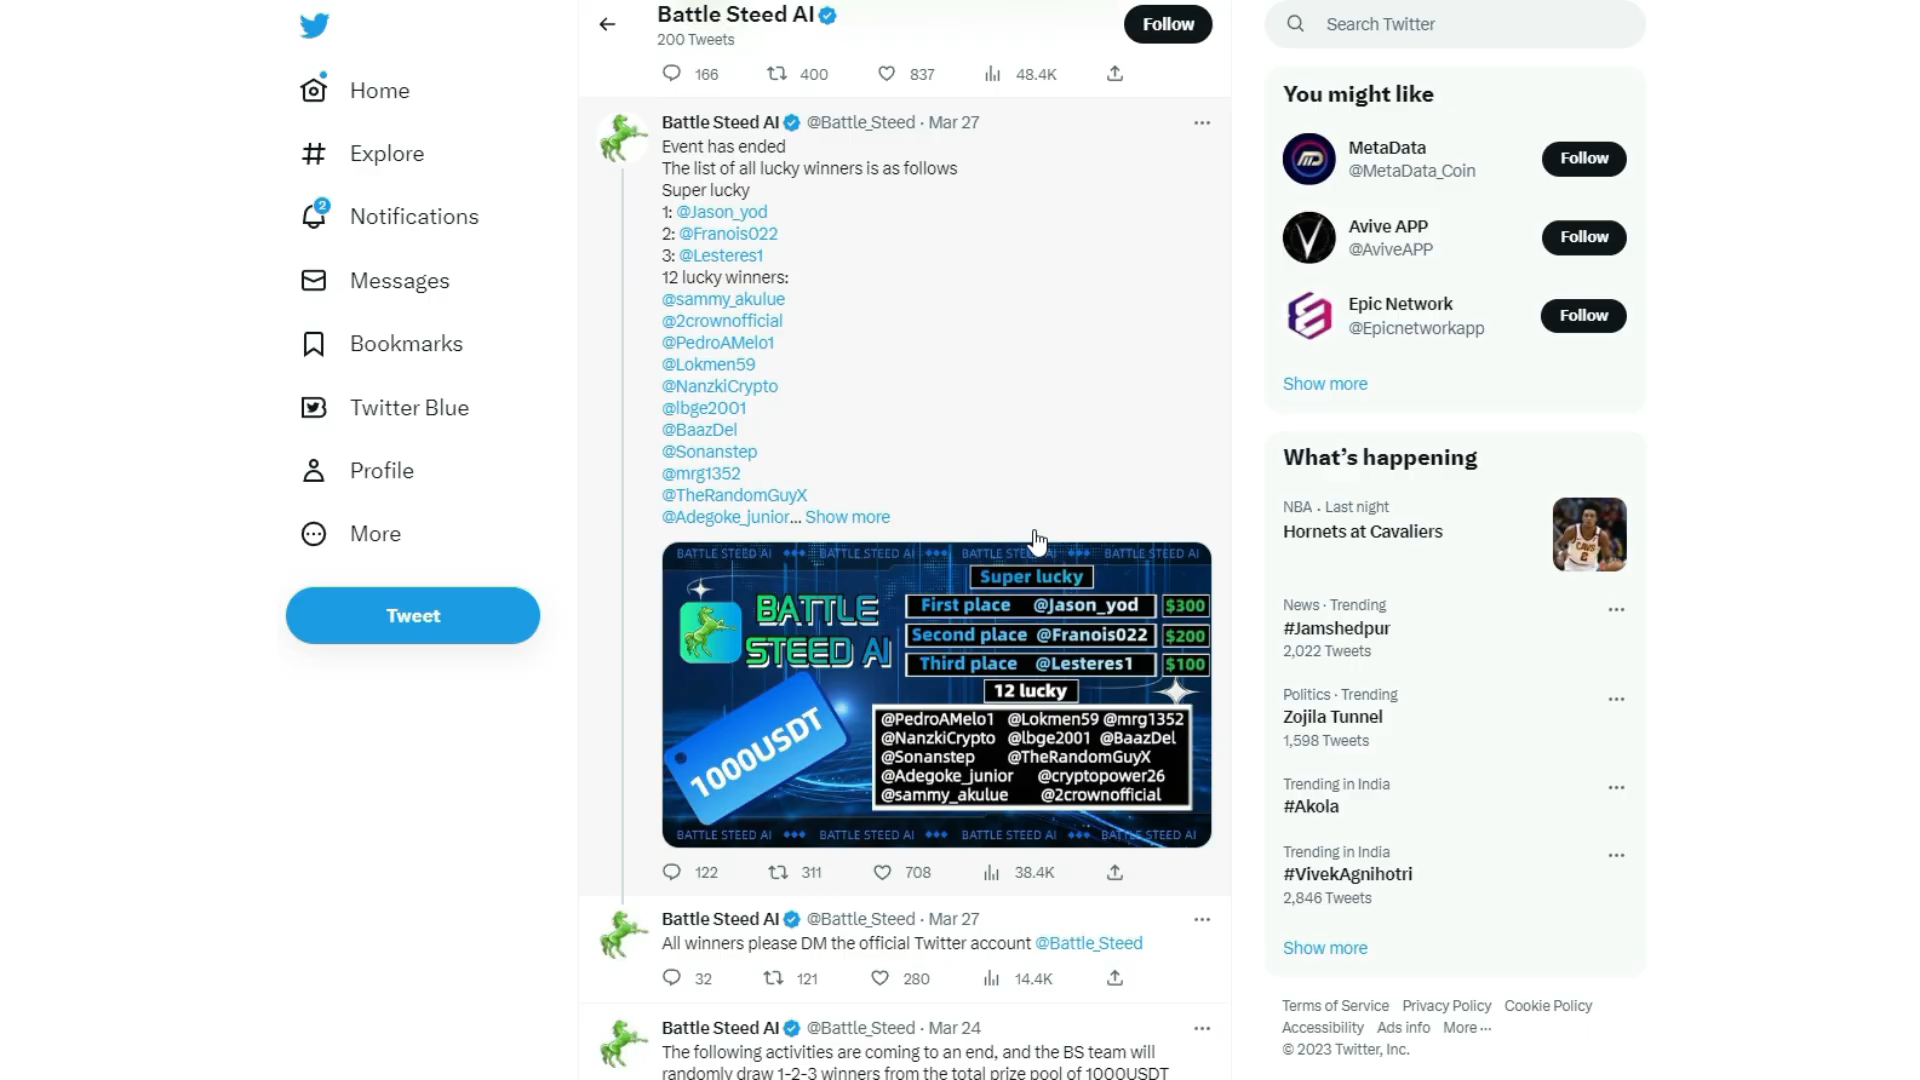 Home
Explore
2
Notifications
Messages
Bookmarks
Twitter Blue
Profile
More
Tweet
Battle Steed AI
200 Tweets
Follow
166 400 837 48.4K
Battle Steed AI @Battle_Steed · Mar 27
Event has ended
The list of all lucky winners is as follows
Super lucky
1: @Jason_yod
2: @Franois022
3: @Lesteres1
12 lucky winners:
@sammy_akulue
@2crownofficial
@PedroAMelo1
@Lokmen59
@NanzkiCrypto
@lbge2001
@BaazDel
@Sonanstep
@mrg1352
@TheRandomGuyX
@Adegoke_junior... Show more
BATTLE STEED AI ◆◆◆ BATTLE STEED AI ◆◆◆ BATTLE STEED AI ◆◆◆ BATTLE STEED AI
Super lucky
BATTLE
STEED AI
First place @Jason_yod $300
Second place @Franois022 $200
Third place @Lesteres1 $100
12 lucky
1000USDT
@PedroAMelo1 @Lokmen59 @mrg1352
@NanzkiCrypto @lbge2001 @BaazDel
@Sonanstep @TheRandomGuyX
@Adegoke_junior @cryptopower26
@sammy_akulue @2crownofficial
BATTLE STEED AI ◆◆◆ BATTLE STEED AI ◆◆◆ BATTLE STEED AI ◆◆◆ BATTLE STEED AI
122 311 708 38.4K
Battle Steed AI @Battle_Steed · Mar 27
All winners please DM the official Twitter account @Battle_Steed
32 121 280 14.4K
Battle Steed AI @Battle_Steed · Mar 24
The following activities are coming to an end, and the BS team will
randomly draw 1-2-3 winners from the total prize pool of 1000USDT
Search Twitter
You might like
MetaData
@MetaData_Coin
Follow
Avive APP
@AviveAPP
Follow
Epic Network
@Epicnetworkapp
Follow
Show more
What's happening
NBA · Last night
Hornets at Cavaliers
News · Trending
#Jamshedpur
2,022 Tweets
Politics · Trending
Zojila Tunnel
1,598 Tweets
Trending in India
#Akola
Trending in India
#VivekAgnihotri
2,846 Tweets
Show more
Terms of Service Privacy Policy Cookie Policy
Accessibility Ads info More ···
© 2023 Twitter, Inc.